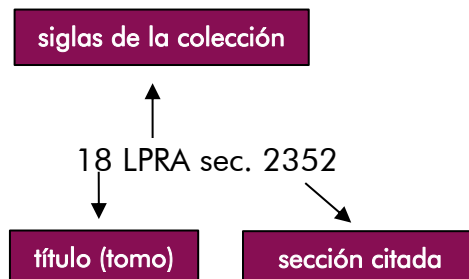 siglas de la colección
18 LPRA sec. 2352
título (tomo)
sección citada